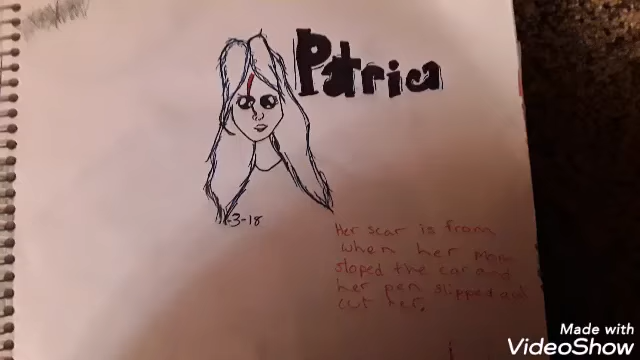 Patrica
-3-18
Her scar is from
when her mom
sloped the car and
her pen slipped and
cut her.
Made with
VideoShow